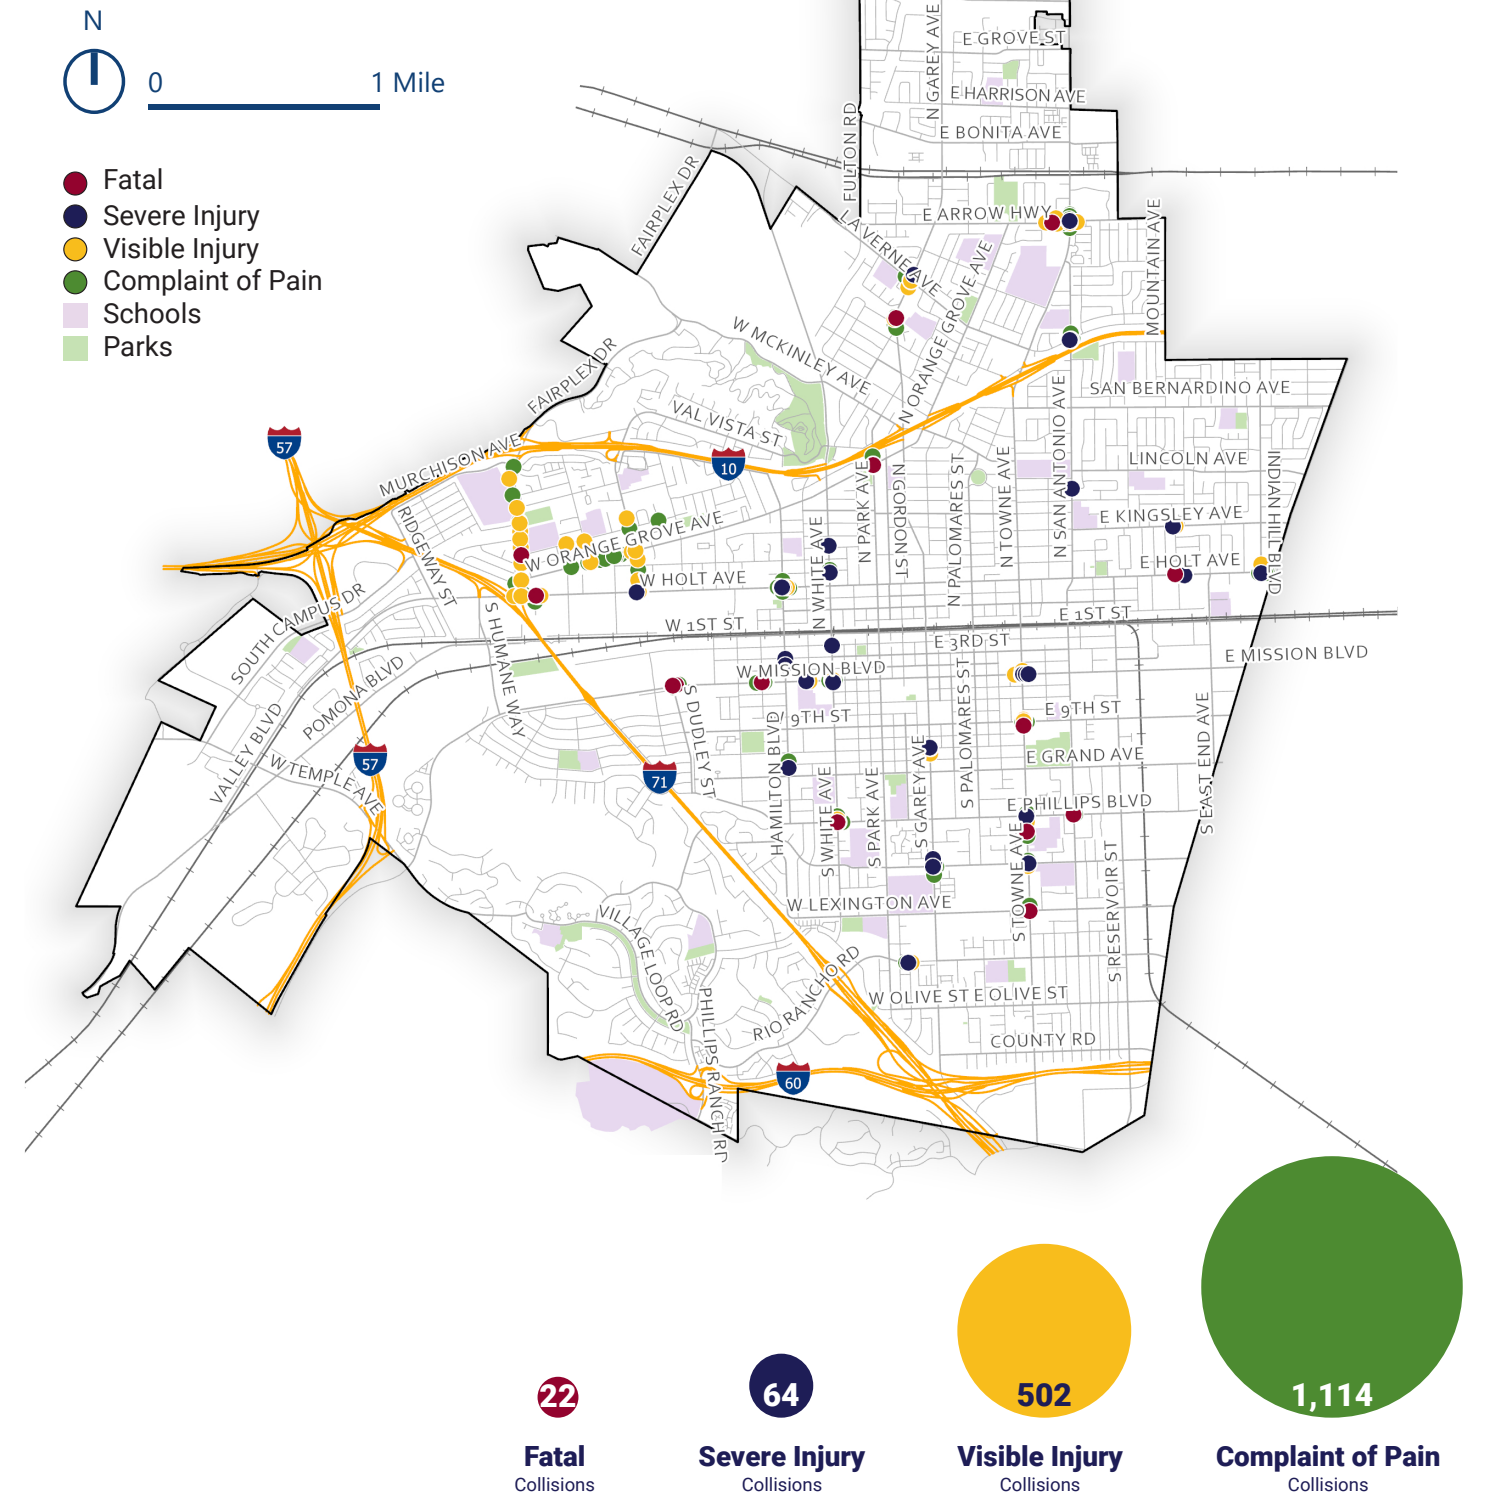 N
0 1 Mile
Fatal
Severe Injury
Visible Injury
Complaint of Pain
Schools
Parks
E GROVE ST
N GAREY AVE
E HARRISON AVE
E BONITA AVE
FULTON RD
FAIRPLEX DR
E ARROW HWY
LA VERNE AVE
MOUNTAIN AVE
N ORANGE GROVE AVE
W MCKINLEY AVE
FAIRPLEX DR
SAN BERNARDINO AVE
VAL VISTA ST
57
MURCHISON AVE
10
LINCOLN AVE
N PARK AVE
N GORDON ST
N PALOMARES ST
N TOWNE AVE
N SAN ANTONIO AVE
INDIAN HILL BLVD
RIDGEWAY ST
E KINGSLEY AVE
W ORANGE GROVE AVE
N WHITE AVE
E HOLT AVE
W HOLT AVE
SOUTH CAMPUS DR
E 1ST ST
W 1ST ST
E 3RD ST
S HUMANE WAY
E MISSION BLVD
W MISSION BLVD
POMONA BLVD
VALLEY BLVD
S DUDLEY ST
9TH ST
E 9TH ST
S PALOMARES ST
S EAST END AVE
57
W TEMPLE AVE
71
HAMILTON BLVD
E GRAND AVE
S WHITE AVE
S PARK AVE
S GAREY AVE
E PHILLIPS BLVD
S TOWNE AVE
S RESERVOIR ST
W LEXINGTON AVE
VILLAGE LOOP RD
RIO RANCHO RD
W OLIVE ST E OLIVE ST
PHILLIPS RANCH RD
COUNTY RD
60
22
64
502
1,114
Fatal
Collisions
Severe Injury
Collisions
Visible Injury
Collisions
Complaint of Pain
Collisions